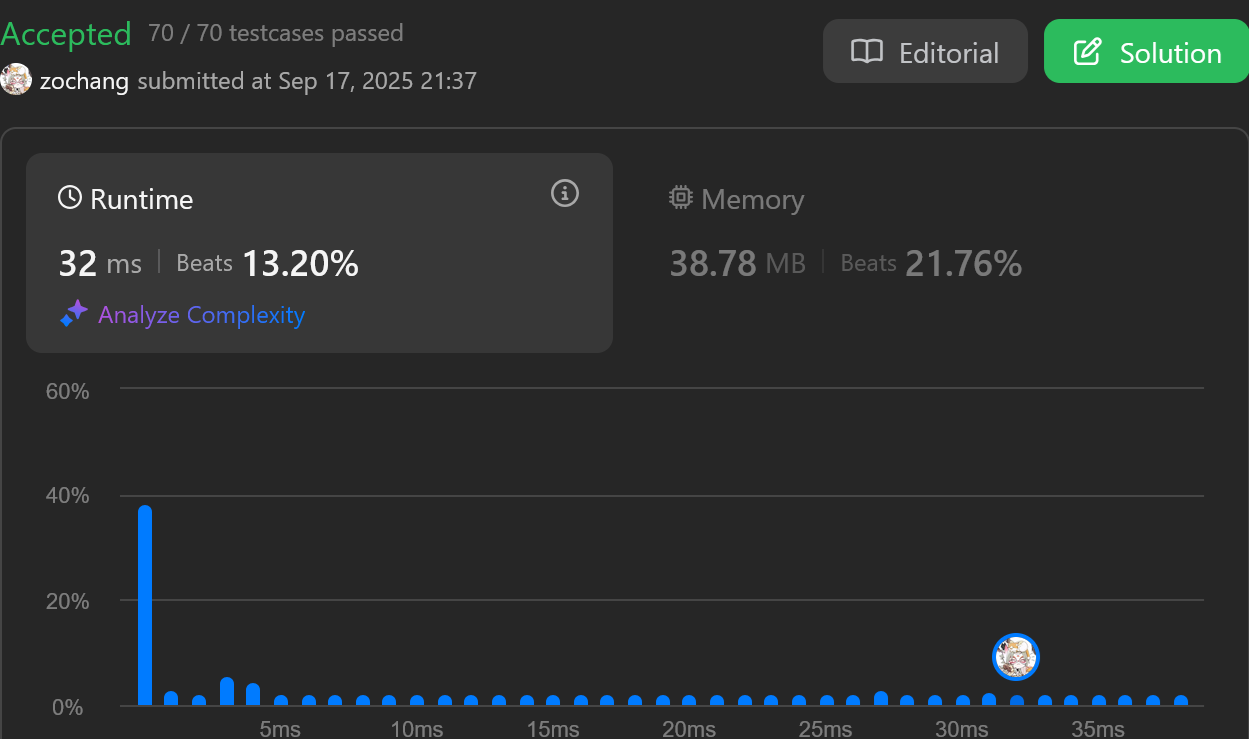 Accepted 70 / 70 testcases passed
Editorial
Solution
zochang submitted at Sep 17, 2025 21:37
Runtime
32 ms | Beats 13.20%
Analyze Complexity
Memory
38.78 MB | Beats 21.76%
60%
40%
20%
0%
5ms 10ms 15ms 20ms 25ms 30ms 35ms